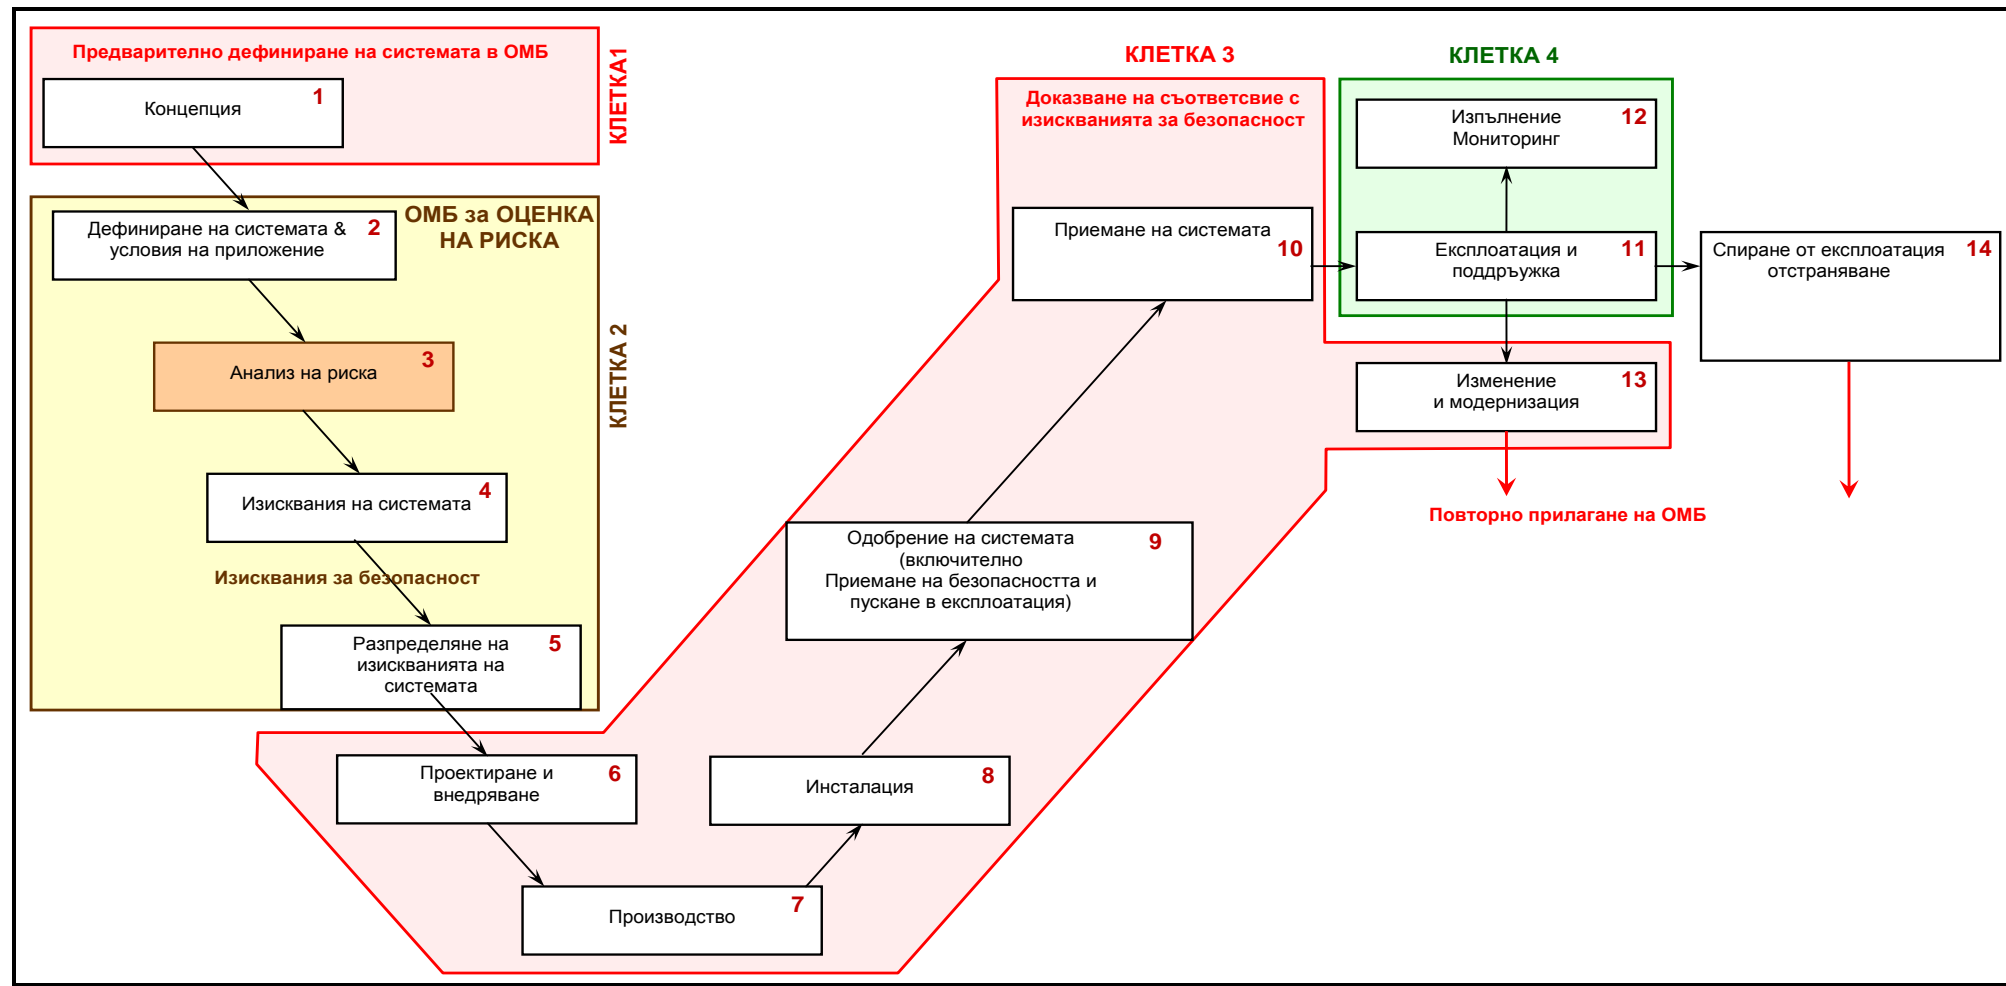 Предварително дефиниране на системата в ОМБ
КЛЕТКА1
Концепция
1
ОМБ за ОЦЕНКА
НА РИСКА
КЛЕТКА 2
Дефиниране на системата &
условия на приложение
2
Анализ на риска
3
Изисквания на системата
4
Изисквания за безопасност
Разпределяне на
изискванията на
системата
5
Проектиране и
внедряване
6
Производство
7
Инсталация
8
Одобрение на системата
(включително
Приемане на безопасността и
пускане в експлоатация)
9
КЛЕТКА 3
Доказване на съответсвие с
изискванията за безопасност
Приемане на системата
10
КЛЕТКА 4
Изпълнение
Мониторинг
12
Експлоатация и
поддръужка
11
Изменение
и модернизация
13
Спиране от експлоатация
отстраняване
14
Повторно прилагане на ОМБ